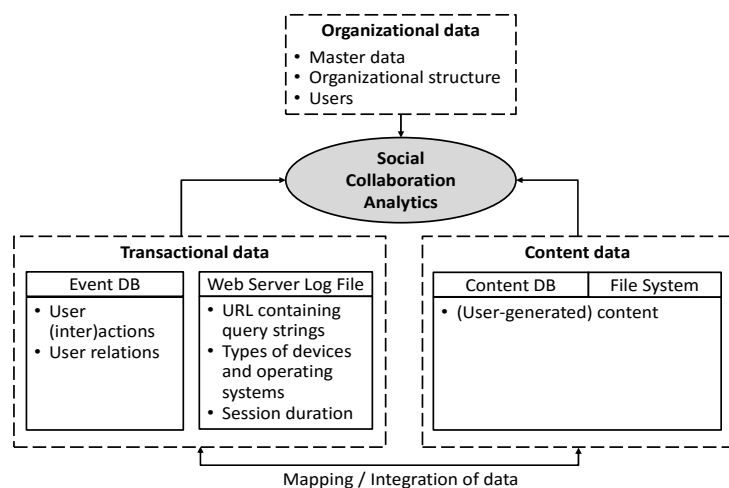 Organizational data
• Master data
• Organizational structure
• Users
Social
Collaboration
Analytics
Transactional data
Event DB
• User
(inter)actions
• User relations
Web Server Log File
• URL containing
query strings
• Types of devices
and operating
systems
• Session duration
Content data
Content DB
File System
• (User-generated) content
Mapping / Integration of data